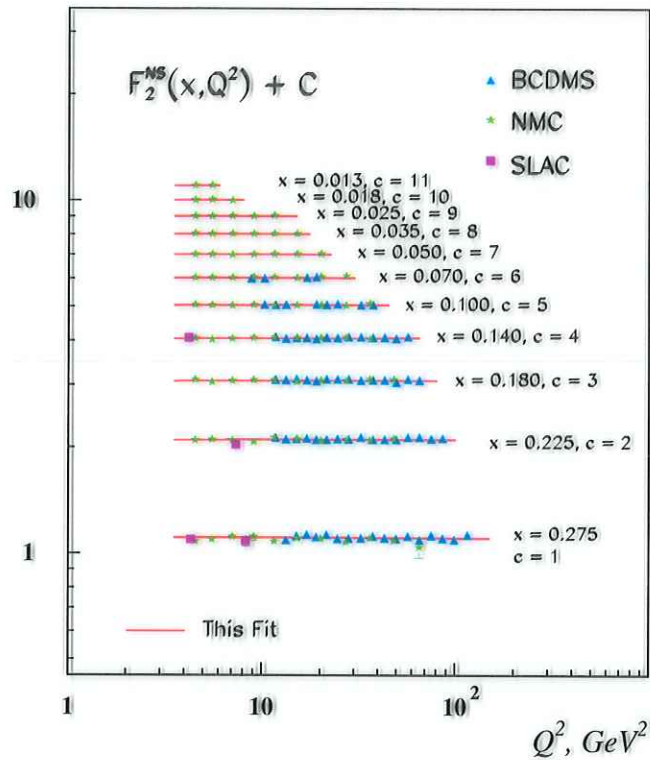 F₂ᴺˢ(x,Q²) + C
BCDMS
NMC
SLAC
10
x = 0.013, c = 11
x = 0.018, c = 10
x = 0.025, c = 9
x = 0.035, c = 8
x = 0.050, c = 7
x = 0.070, c = 6
x = 0.100, c = 5
x = 0.140, c = 4
x = 0.180, c = 3
x = 0.225, c = 2
1
x = 0.275
c = 1
This Fit
1
10
10²
Q², GeV²